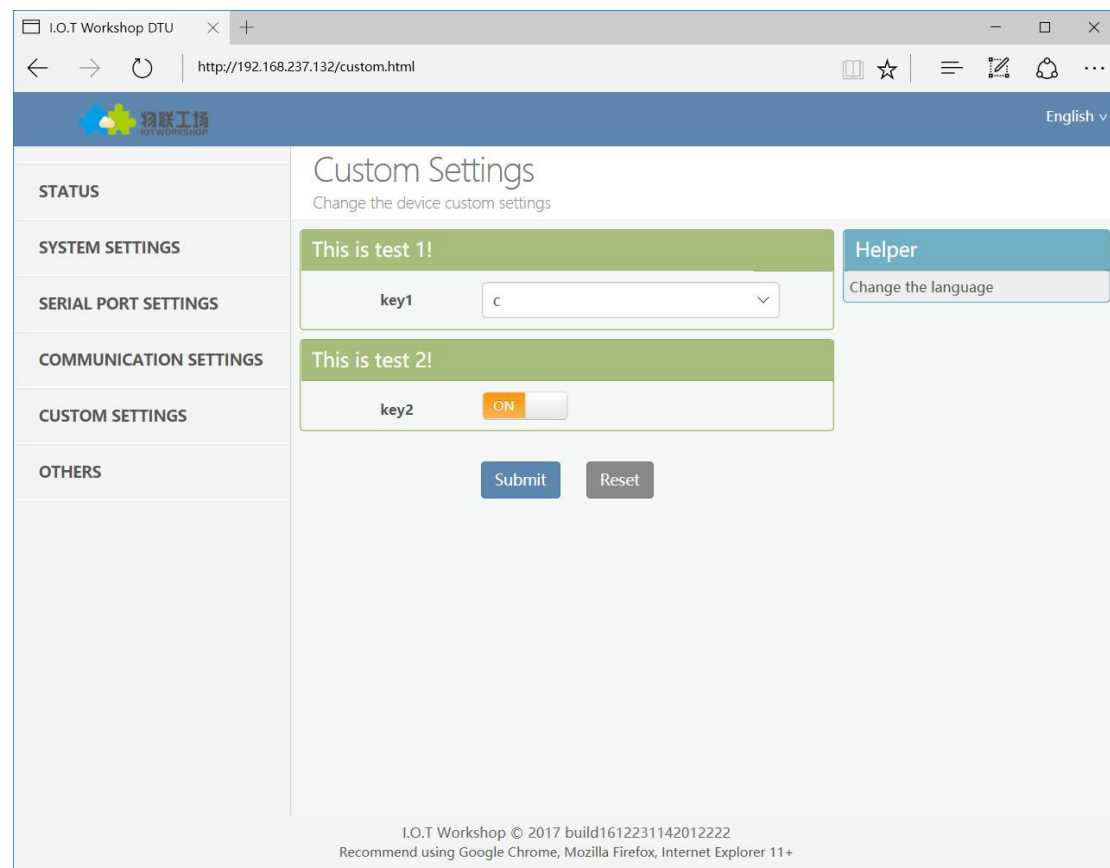 I.O.T Workshop DTU
http://192.168.237.132/custom.html
物联工场
IOTWORKSHOP
English
STATUS
SYSTEM SETTINGS
SERIAL PORT SETTINGS
COMMUNICATION SETTINGS
CUSTOM SETTINGS
OTHERS
Custom Settings
Change the device custom settings
This is test 1!
key1 c
This is test 2!
key2 ON
Submit Reset
Helper
Change the language
I.O.T Workshop © 2017 build1612231142012222
Recommend using Google Chrome, Mozilla Firefox, Internet Explorer 11+